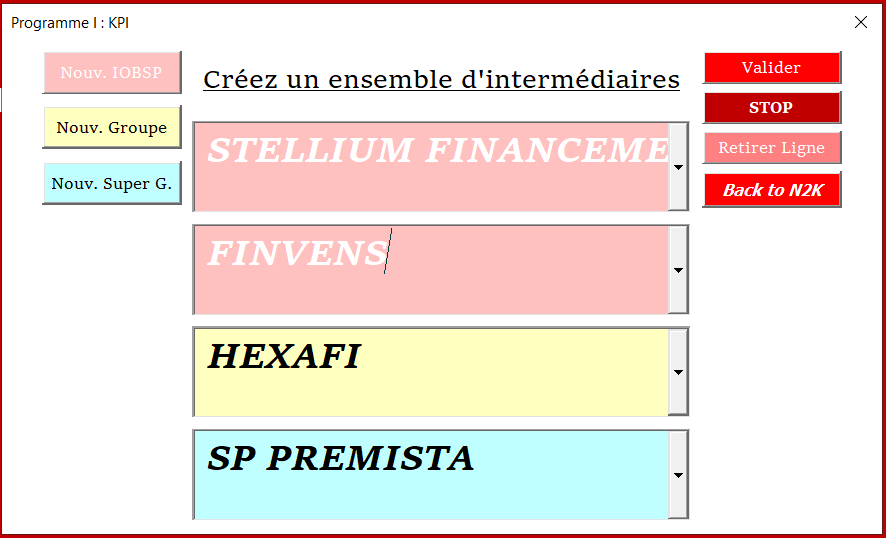 Programme I : KPI
Nouv. IOBSP
Nouv. Groupe
Nouv. Super G.
Créez un ensemble d'intermédiaires
STELLIUM FINANCEME
FINVENS
HEXAFI
SP PREMISTA
Valider
STOP
Retirer Ligne
Back to N2K